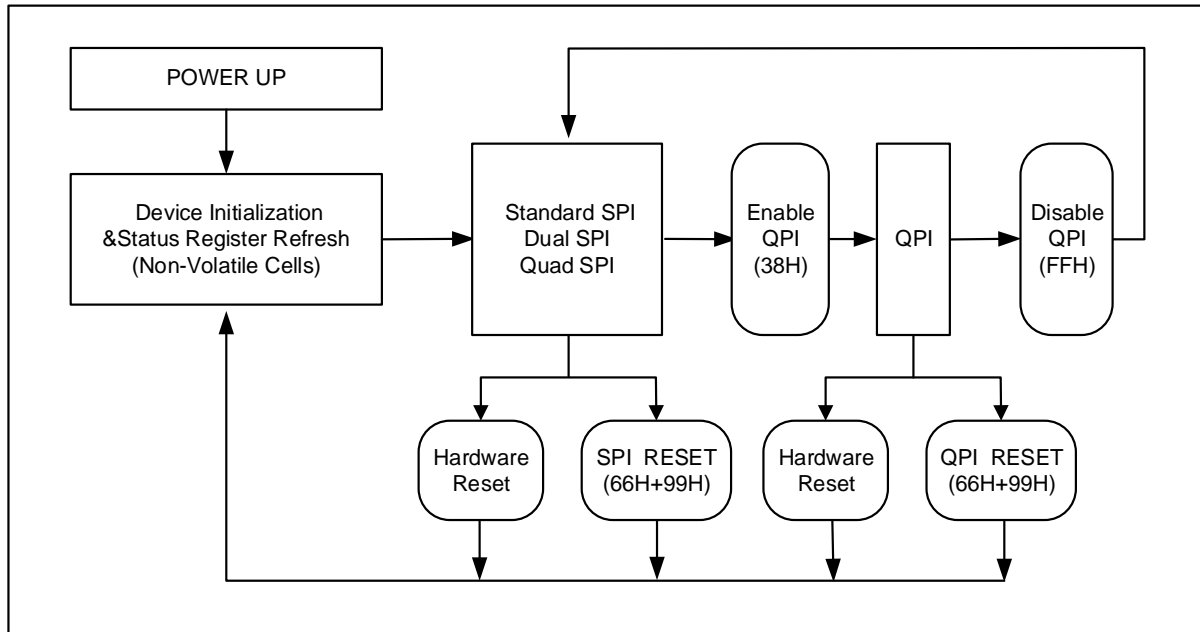 POWER UP
Device Initialization
&Status Register Refresh
(Non-Volatile Cells)
Standard SPI
Dual SPI
Quad SPI
Enable
QPI
(38H)
QPI
Disable
QPI
(FFH)
Hardware
Reset
SPI RESET
(66H+99H)
Hardware
Reset
QPI RESET
(66H+99H)